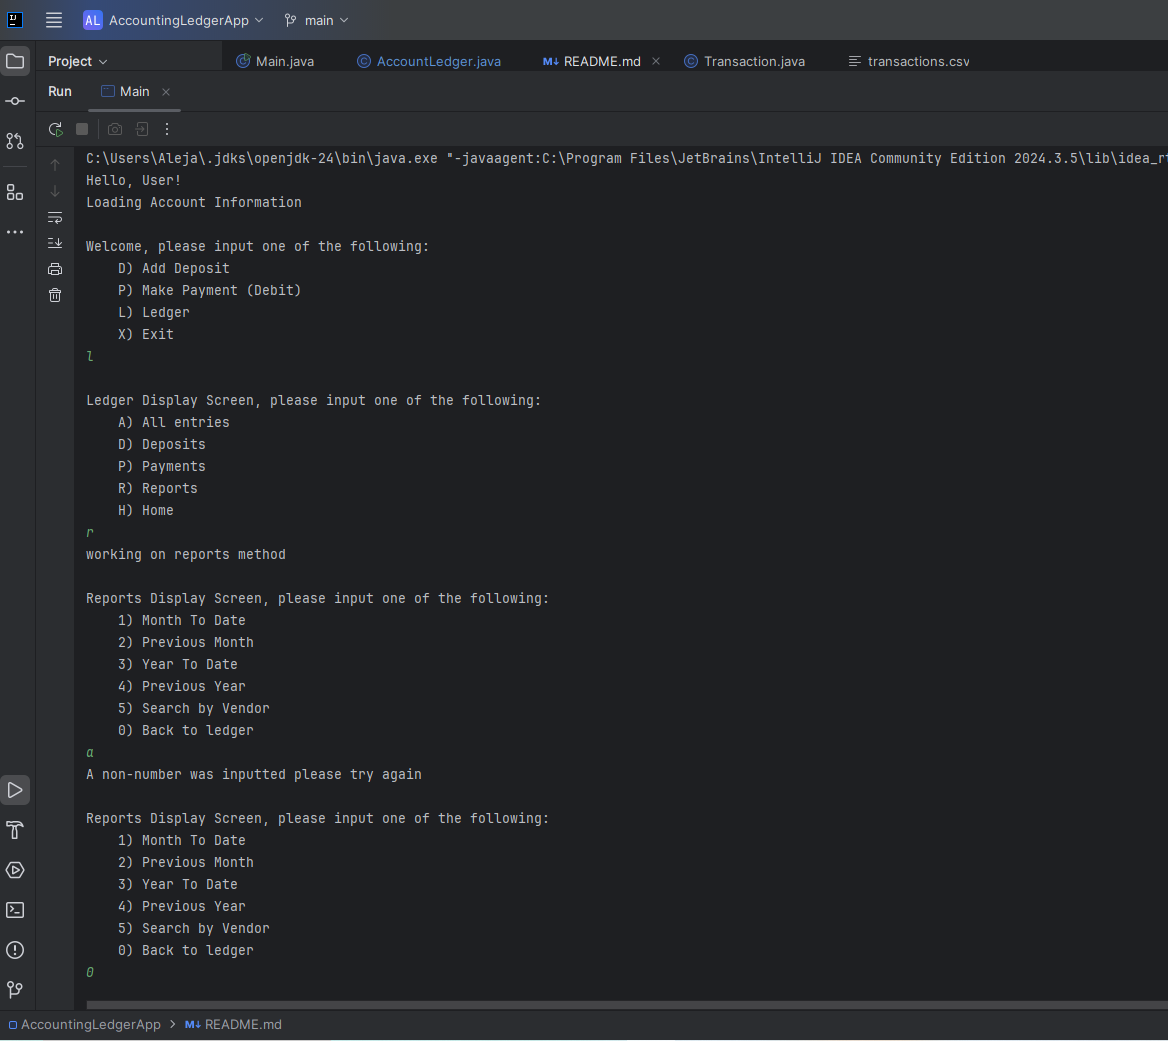 AL AccountingLedgerApp main
Project Main.java AccountLedger.java M↓ README.md Transaction.java transactions.csv
Run Main
C:\Users\Aleja\.jdks\openjdk-24\bin\java.exe "-javaagent:C:\Program Files\JetBrains\IntelliJ IDEA Community Edition 2024.3.5\lib\idea_rt
Hello, User!
Loading Account Information
Welcome, please input one of the following:
D) Add Deposit
P) Make Payment (Debit)
L) Ledger
X) Exit
l
Ledger Display Screen, please input one of the following:
A) All entries
D) Deposits
P) Payments
R) Reports
H) Home
r
working on reports method
Reports Display Screen, please input one of the following:
1) Month To Date
2) Previous Month
3) Year To Date
4) Previous Year
5) Search by Vendor
0) Back to ledger
a
A non-number was inputted please try again
Reports Display Screen, please input one of the following:
1) Month To Date
2) Previous Month
3) Year To Date
4) Previous Year
5) Search by Vendor
0) Back to ledger
0
AccountingLedgerApp > M↓ README.md